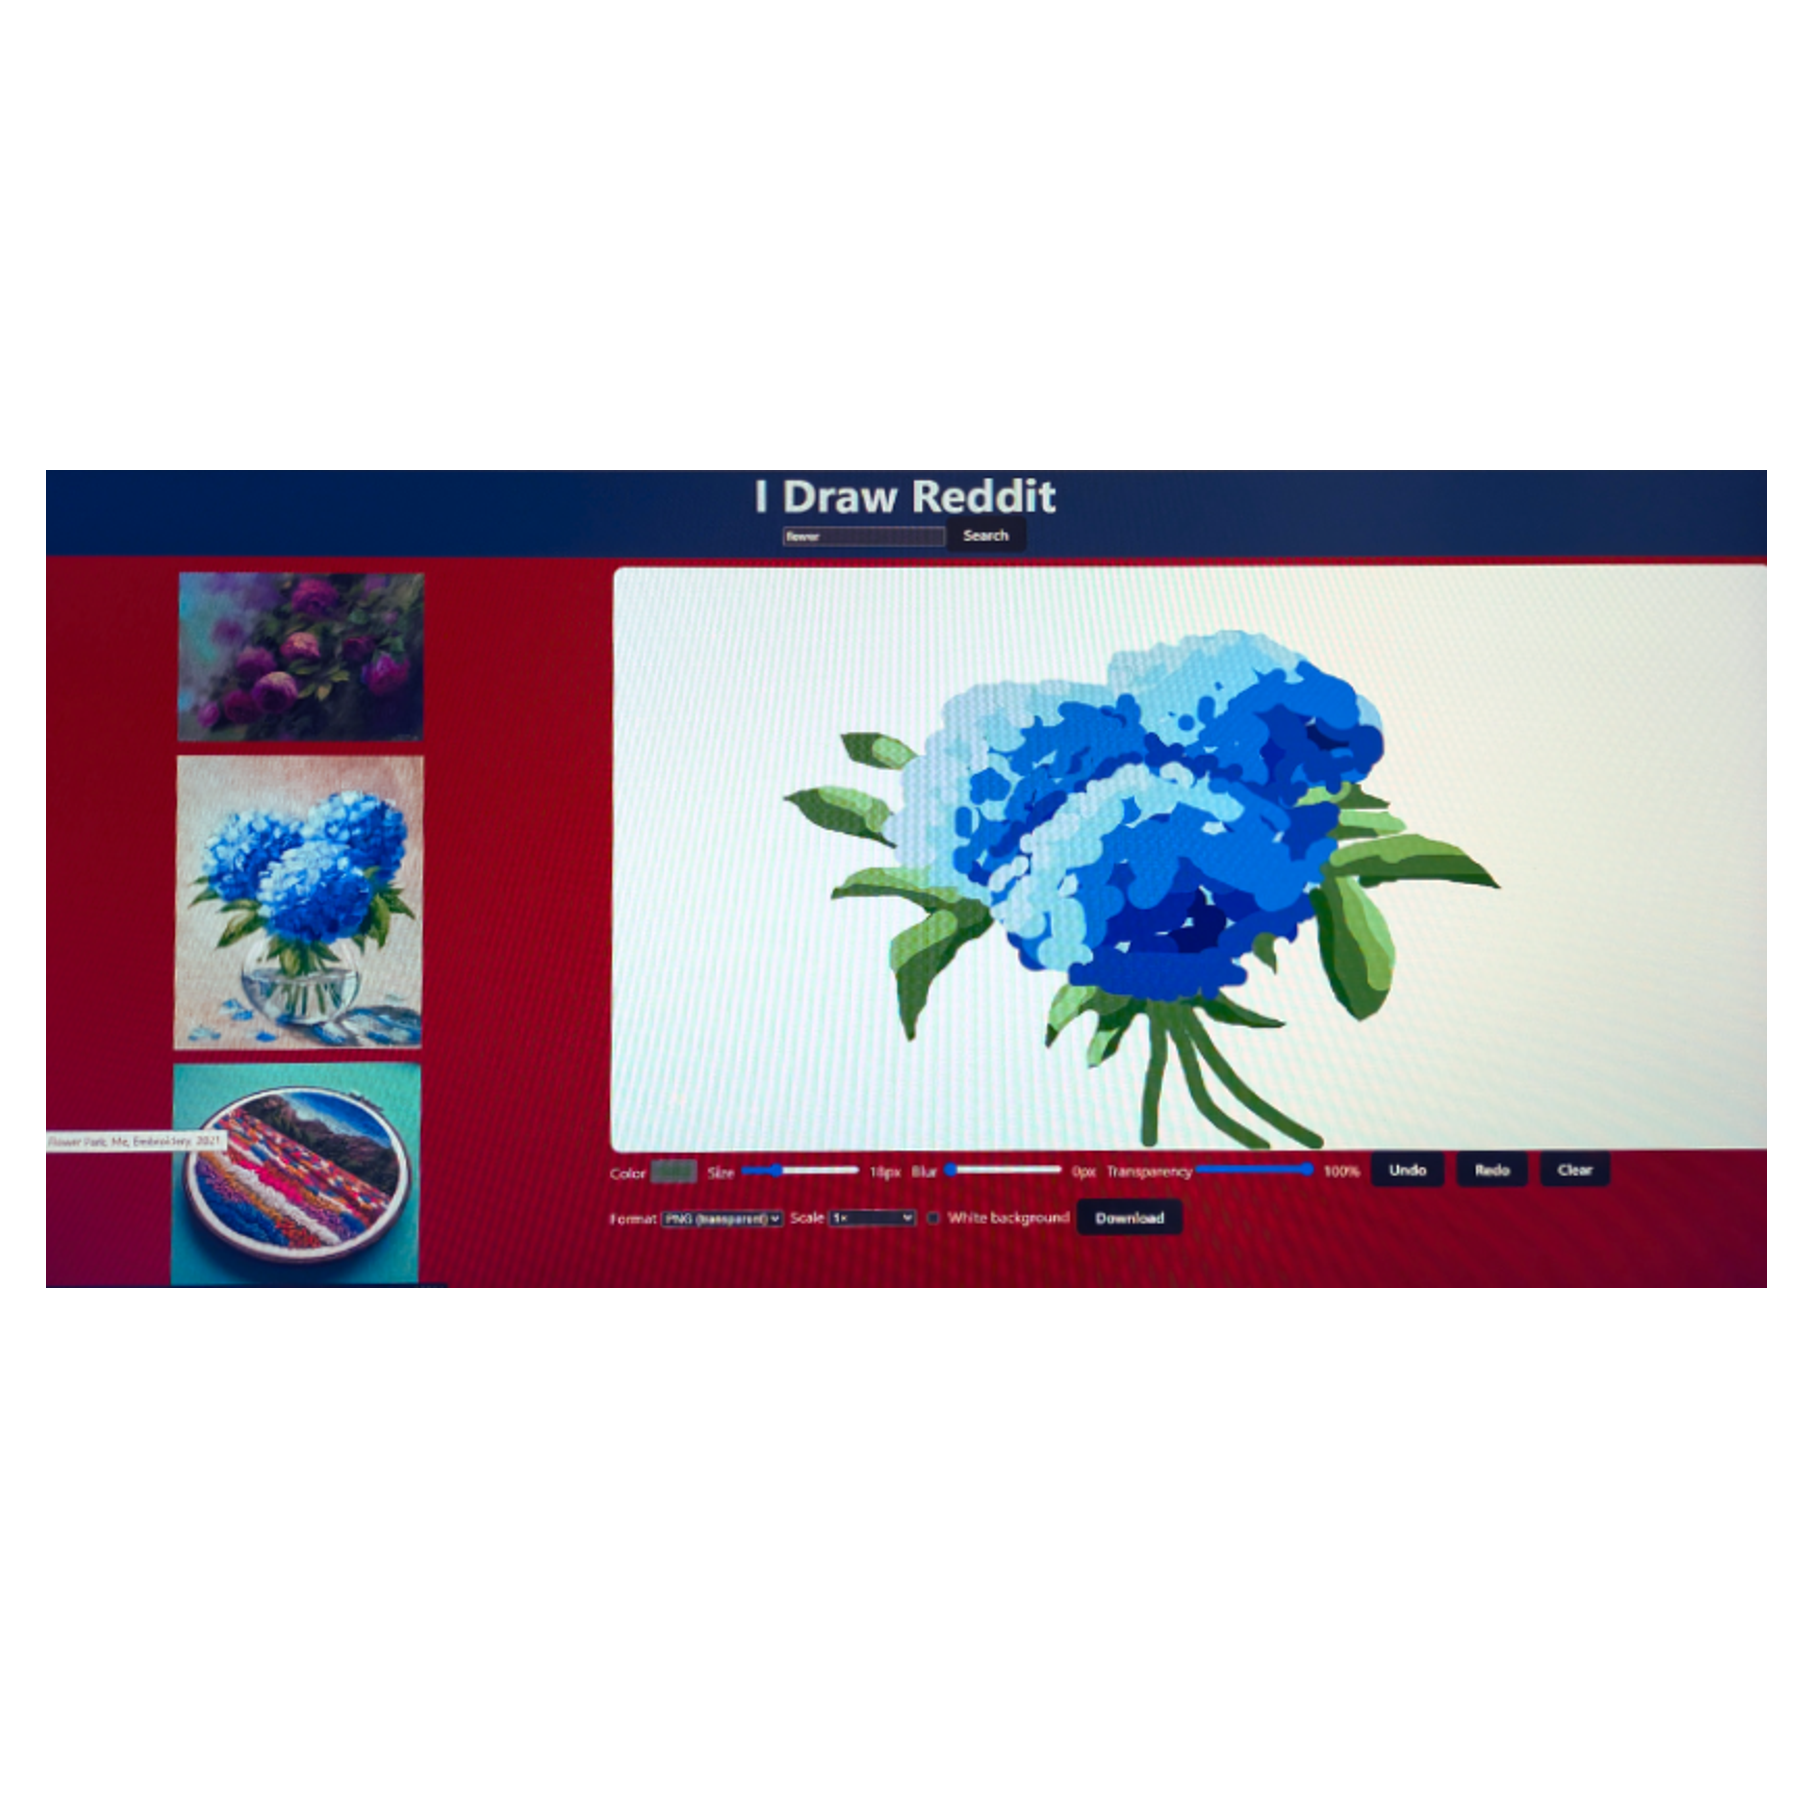 I Draw Reddit
flower
Search
Flower Park, Me, Embroidery, 2021
Color
Size
18px
Blur
0px
Transparency
100%
Undo
Redo
Clear
Format
PNG (transparent)
Scale
1×
White background
Download